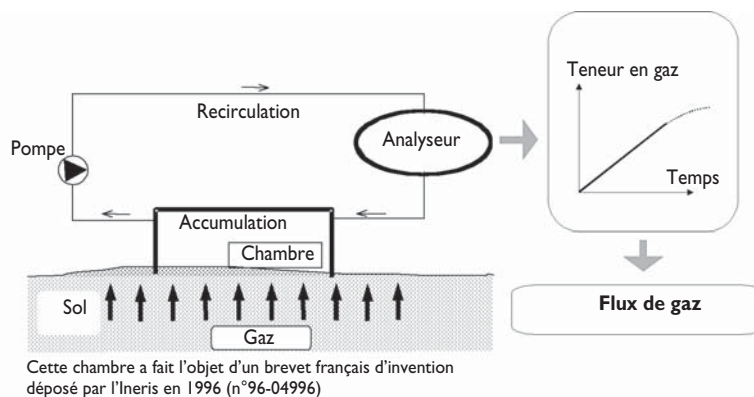 Teneur en gaz
Recirculation
Pompe
Analyseur
Temps
Accumulation
Chambre
Sol
Gaz
Flux de gaz
Cette chambre a fait l’objet d’un brevet français d’invention
déposé par l’Ineris en 1996 (n°96-04996)